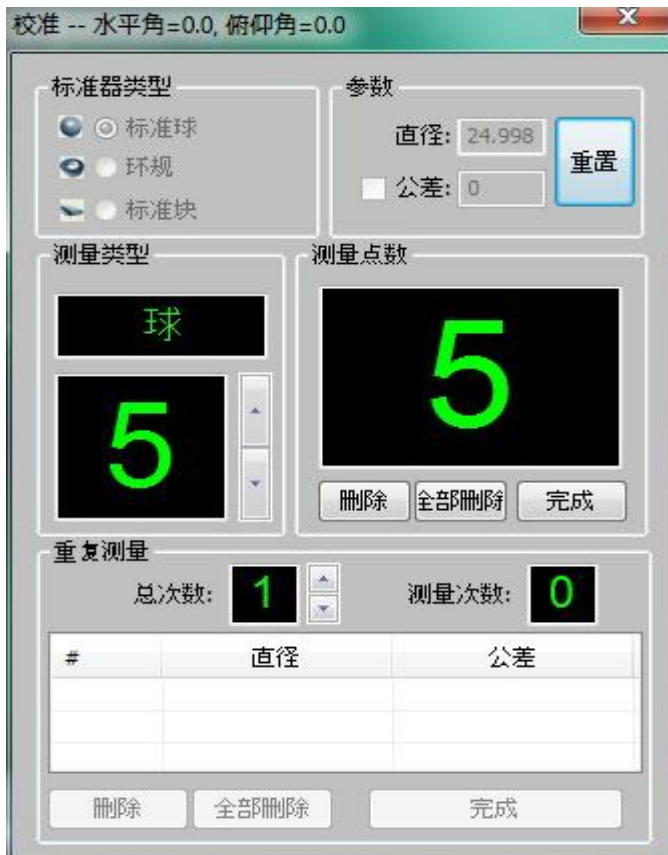 校准 -- 水平角=0.0, 俯仰角=0.0
标准器类型
标准球
环规
标准块
参数
直径: 24.998
公差: 0
重置
测量类型
球
5
测量点数
5
删除 全部删除 完成
重复测量
总次数: 1 测量次数: 0
# 直径 公差
删除 全部删除 完成